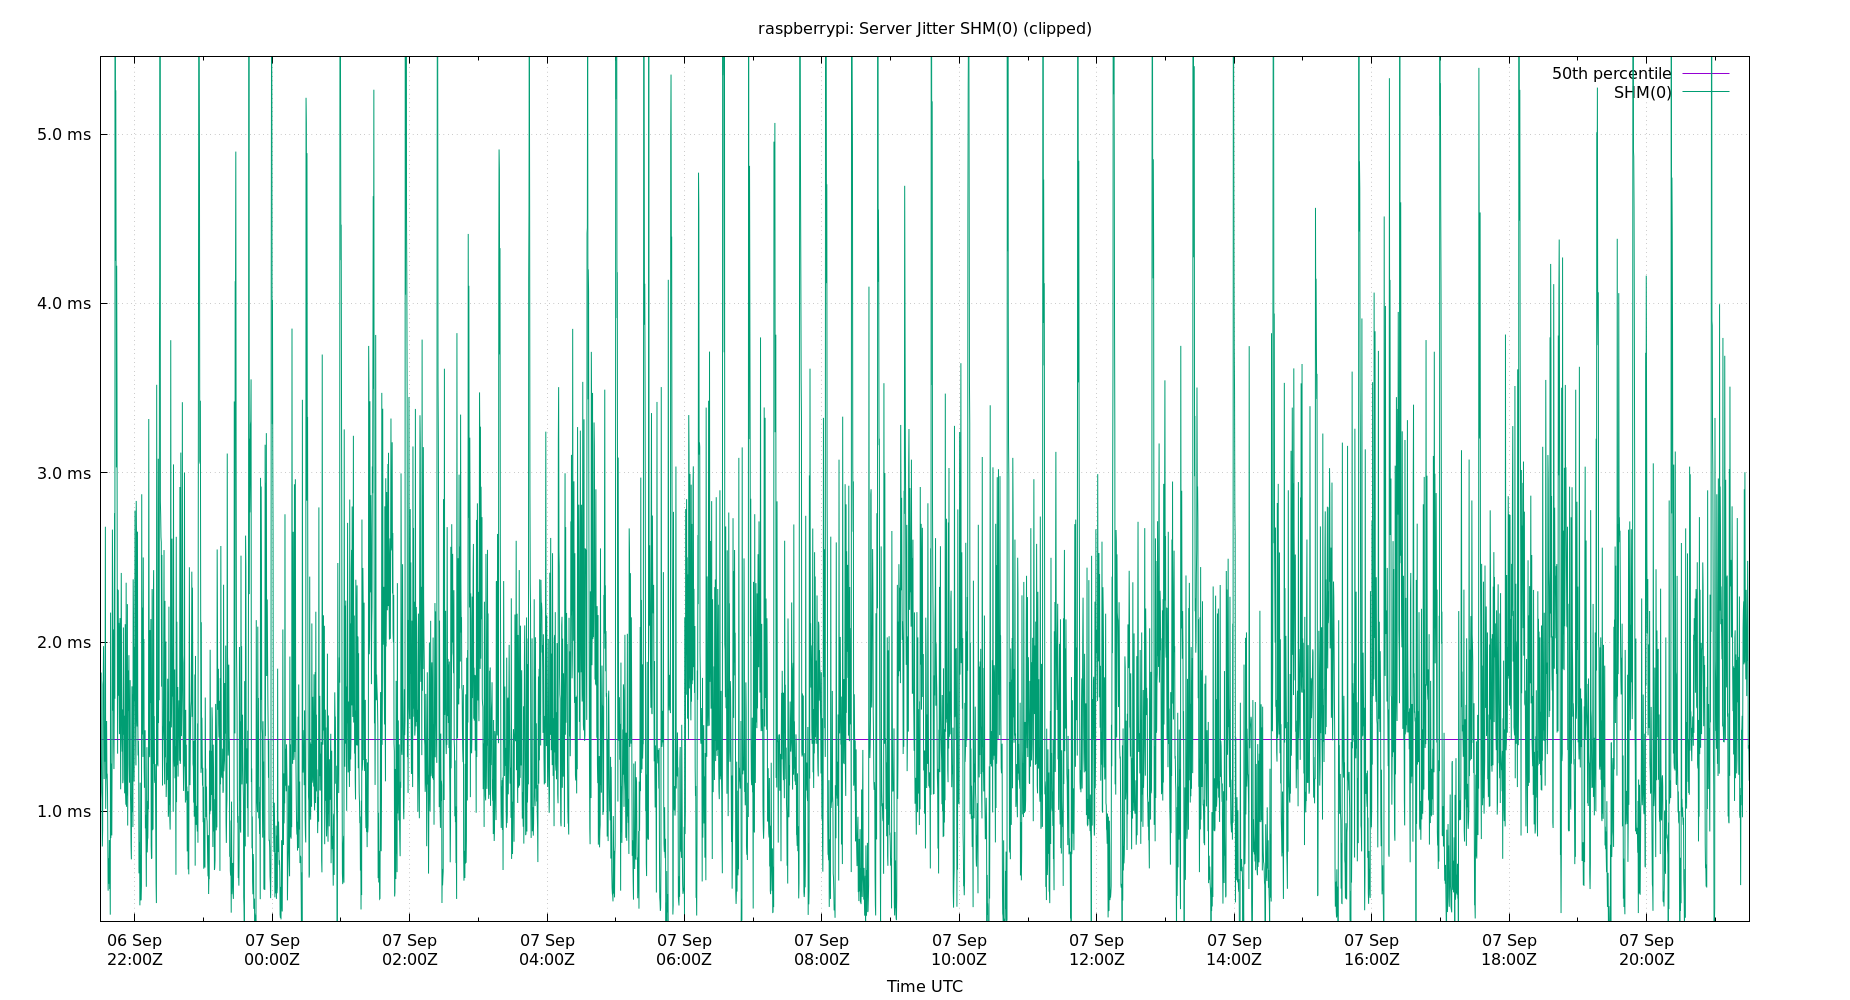 raspberrypi: Server Jitter SHM(0) (clipped)
50th percentile
SHM(0)
5.0 ms
4.0 ms
3.0 ms
2.0 ms
1.0 ms
06 Sep 07 Sep 07 Sep 07 Sep 07 Sep 07 Sep 07 Sep 07 Sep 07 Sep 07 Sep 07 Sep 07 Sep
22:00Z 00:00Z 02:00Z 04:00Z 06:00Z 08:00Z 10:00Z 12:00Z 14:00Z 16:00Z 18:00Z 20:00Z
Time UTC